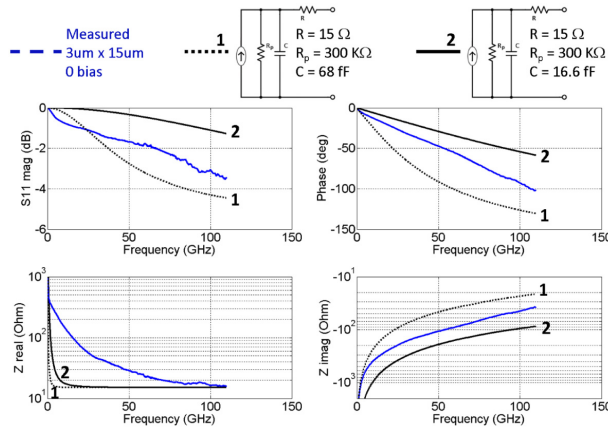 Measured
3um x 15um
0 bias
1
R
Rp
C
R = 15 Ω
Rp = 300 KΩ
C = 68 fF
2
R
Rp
C
R = 15 Ω
Rp = 300 KΩ
C = 16.6 fF
S11 mag (dB)
0
-2
-4
-6
0
50
100
150
Frequency (GHz)
2
1
Phase (deg)
0
-50
-100
-150
0
50
100
150
Frequency (GHz)
2
1
Z real (Ohm)
10³
10²
10¹
0
50
100
150
Frequency (GHz)
2
1
Z imag (Ohm)
-10¹
-10²
-10³
0
50
100
150
Frequency (GHz)
1
2